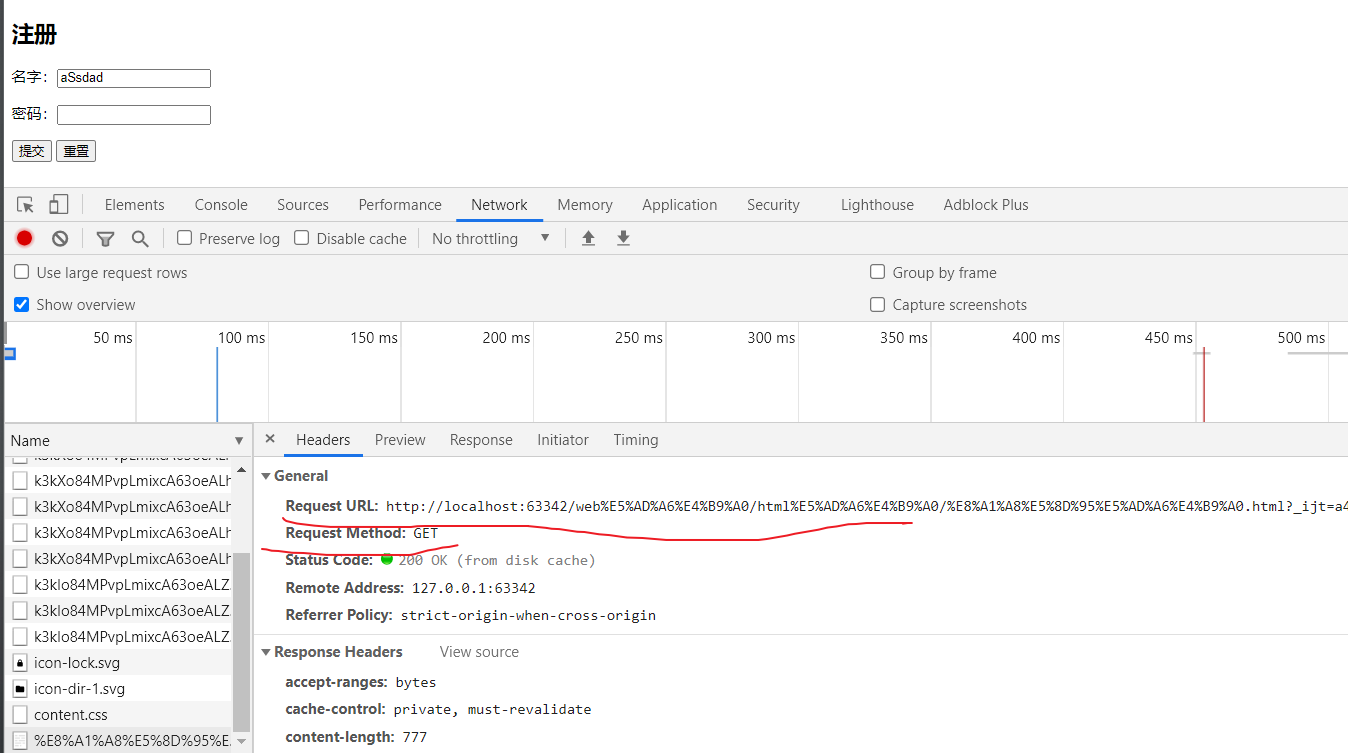 注册
名字： aSsdad
密码：
提交 重置
Elements Console Sources Performance Network Memory Application Security Lighthouse Adblock Plus
Preserve log Disable cache No throttling ▼
Use large request rows Group by frame
Show overview Capture screenshots
50 ms 100 ms 150 ms 200 ms 250 ms 300 ms 350 ms 400 ms 450 ms 500 ms
Name ▼ × Headers Preview Response Initiator Timing
k3kXo84MPvpLmixcA63oeALh
k3kXo84MPvpLmixcA63oeALh
k3kXo84MPvpLmixcA63oeALh
k3kXo84MPvpLmixcA63oeALh
k3kIo84MPvpLmixcA63oeALZ
k3kIo84MPvpLmixcA63oeALZ
k3kIo84MPvpLmixcA63oeALZ
icon-lock.svg
icon-dir-1.svg
content.css
%E8%A1%A8%E5%8D%95%E
General
Request URL: http://localhost:63342/web%E5%AD%A6%E4%B9%A0/html%E5%AD%A6%E4%B9%A0/%E8%A1%A8%E5%8D%95%E5%AD%A6%E4%B9%A0.html?_ijt=a4
Request Method: GET
Status Code: 200 OK (from disk cache)
Remote Address: 127.0.0.1:63342
Referrer Policy: strict-origin-when-cross-origin
Response Headers View source
accept-ranges: bytes
cache-control: private, must-revalidate
content-length: 777